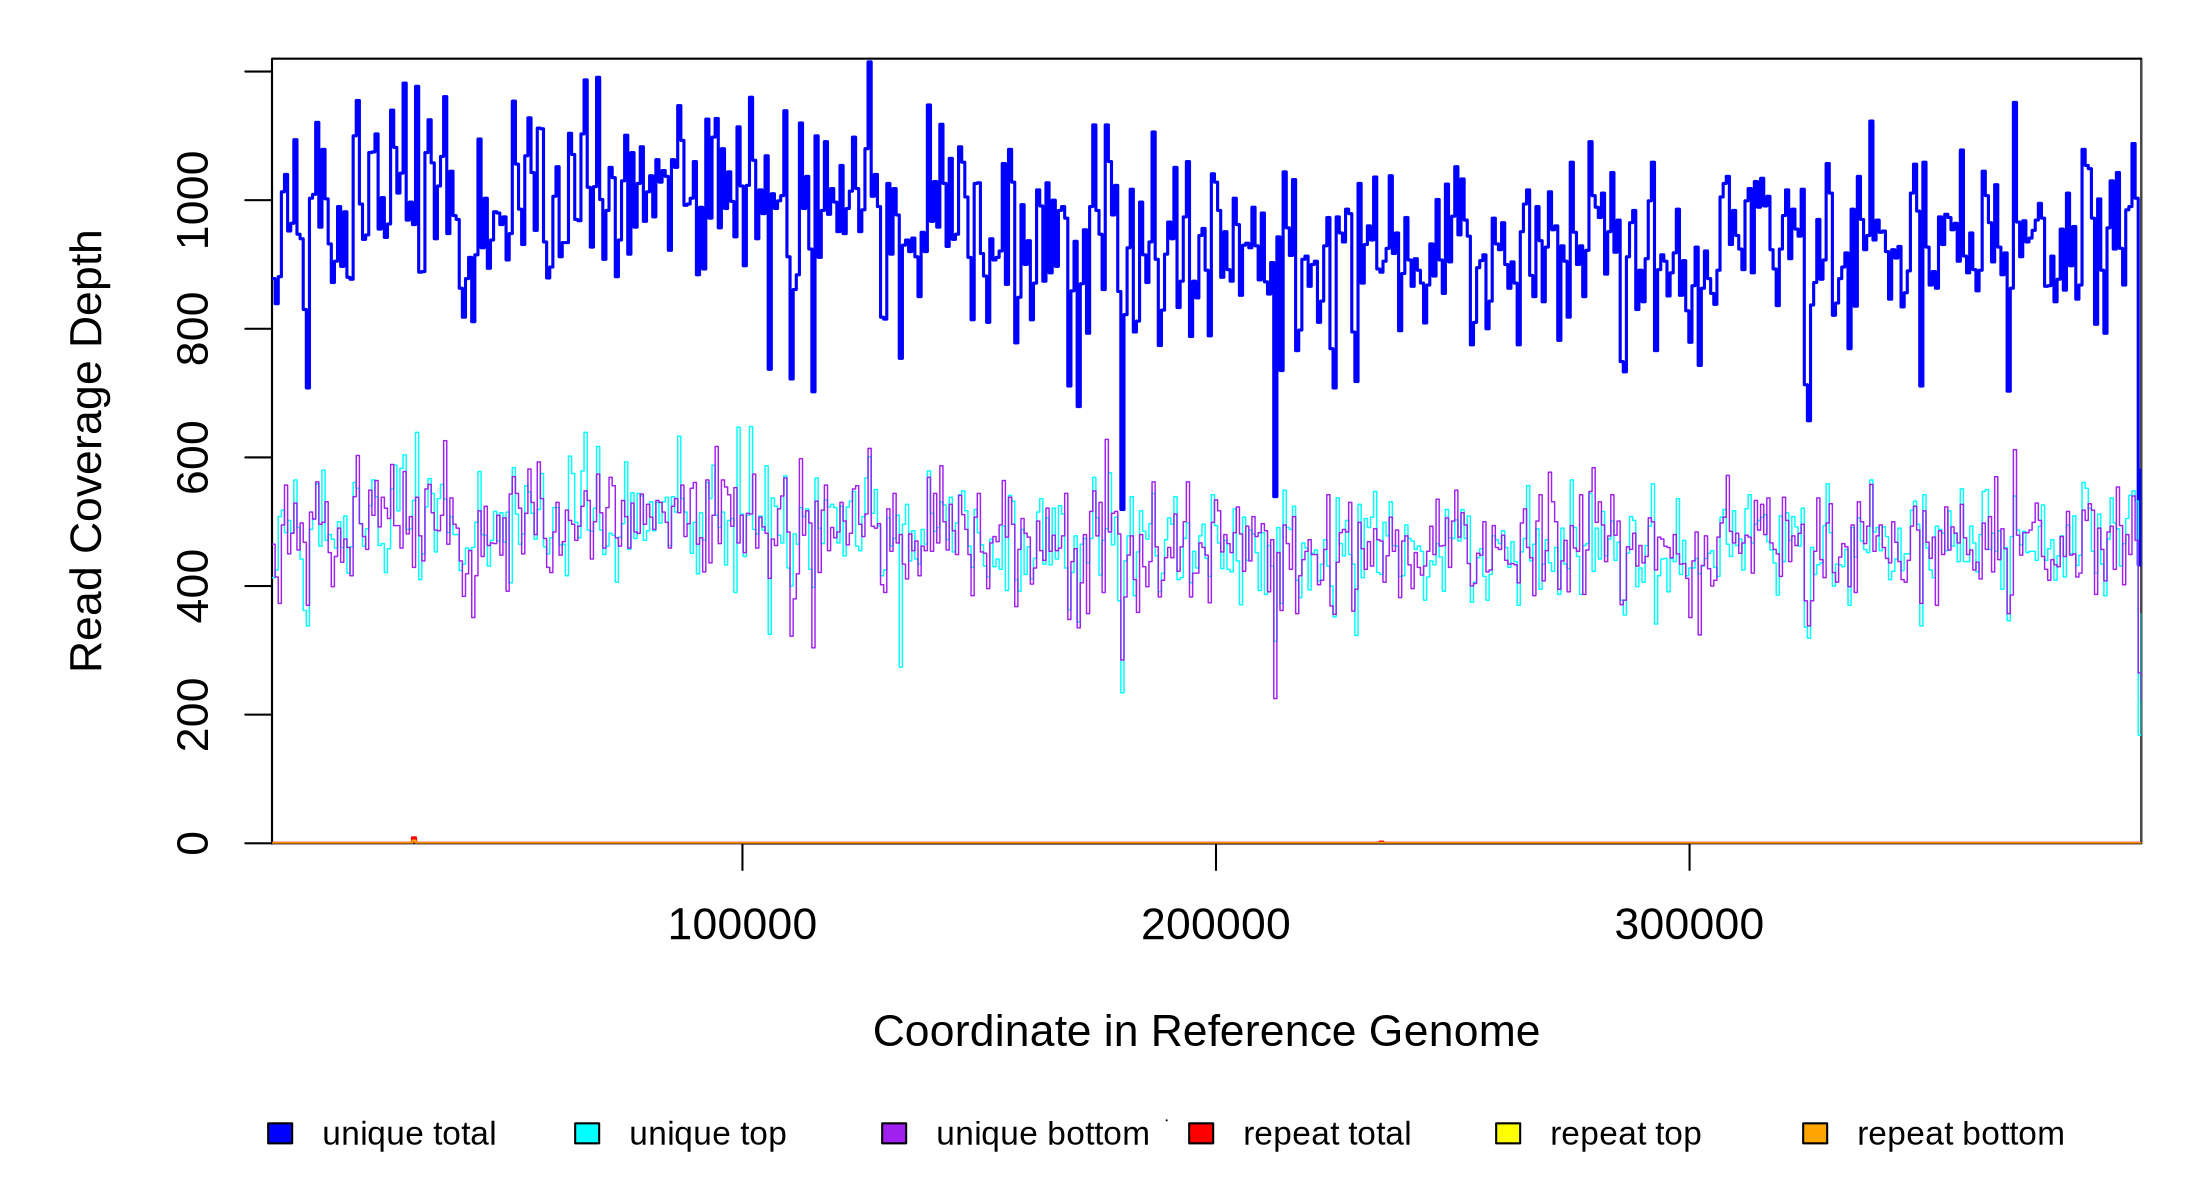 Read Coverage Depth
1000
800
600
400
200
0
100000 200000 300000
Coordinate in Reference Genome
unique total unique top unique bottom repeat total repeat top repeat bottom